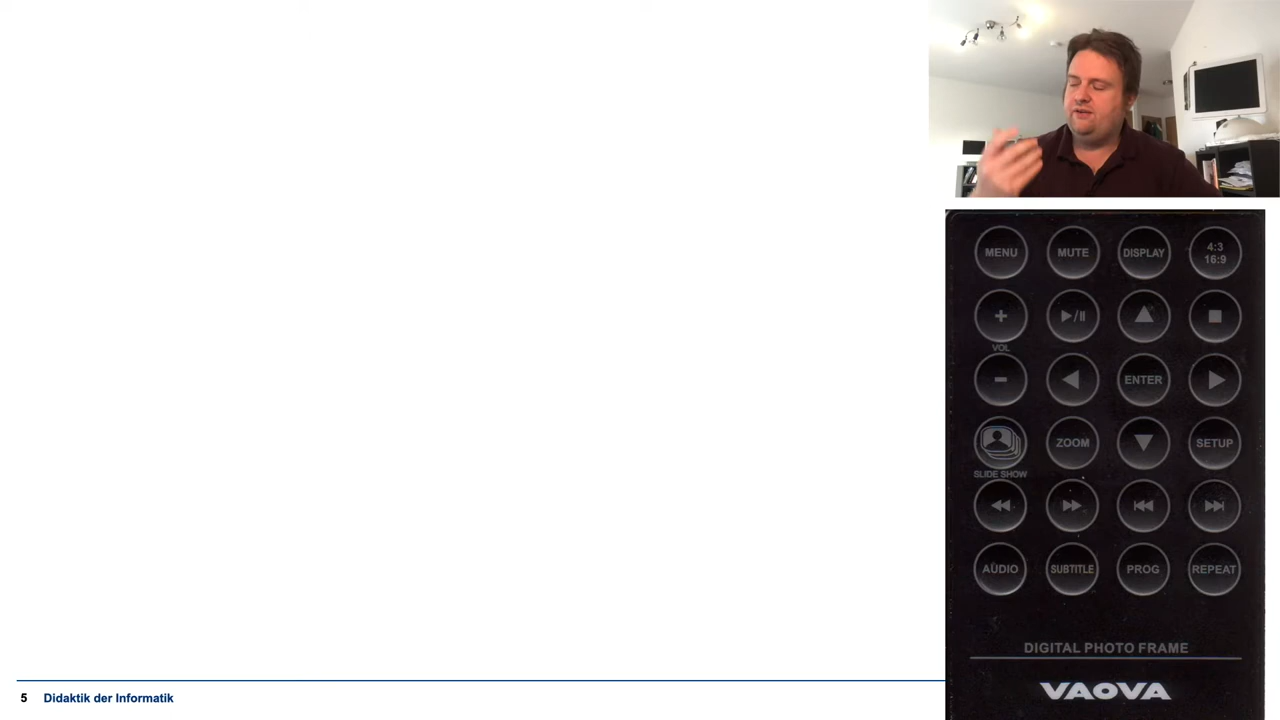 MENU MUTE DISPLAY 4:3 16:9
+
VOL
-
ENTER
ZOOM SETUP
SLIDE SHOW
AUDIO SUBTITLE PROG REPEAT
DIGITAL PHOTO FRAME
VAOVA
5 Didaktik der Informatik